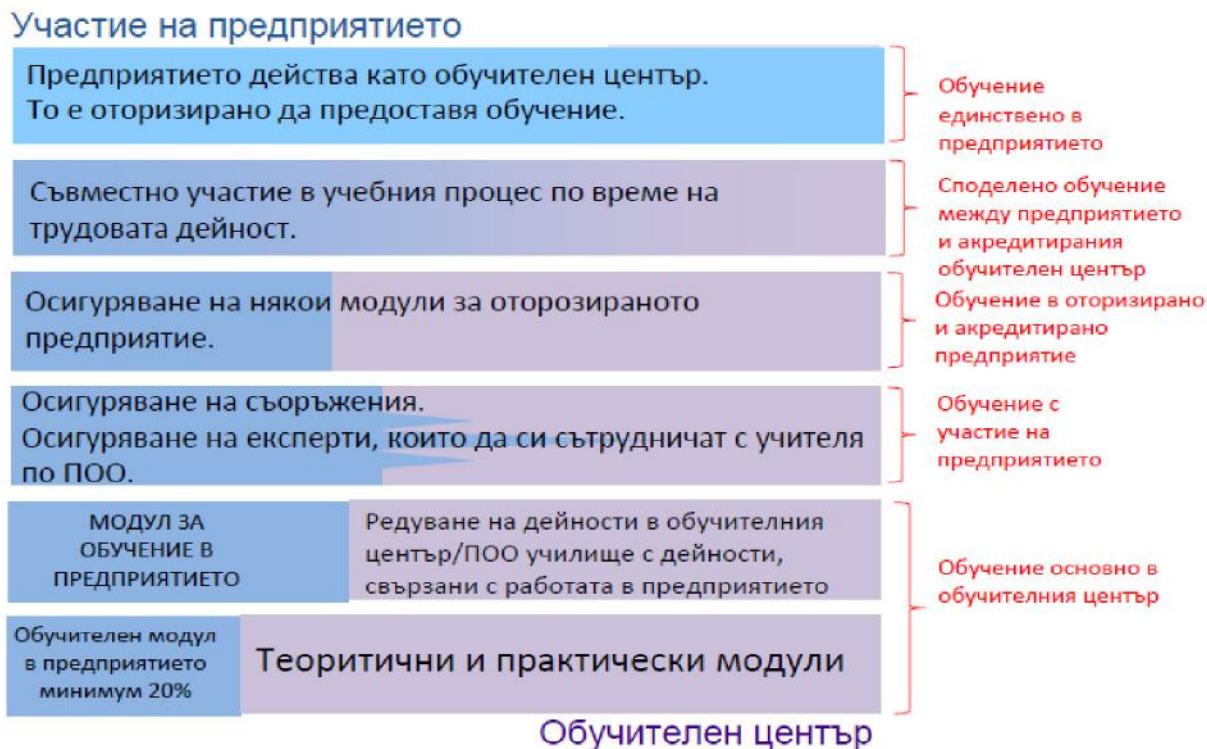 Участие на предприятието
Предприятието действа като обучителен център.
То е оторизирано да предоставя обучение.
Обучение
единствено в
предприятието
Съвместно участие в учебния процес по време на
трудовата дейност.
Споделено обучение
между предприятието
и акредитирания
обучителен център
Осигуряване на някои модули за оторозираното
предприятие.
Обучение в оторизирано
и акредитирано
предприятие
Осигуряване на съоръжения.
Осигуряване на експерти, които да си сътрудничат с учителя
по ПОО.
Обучение с
участие на
предприятието
МОДУЛ ЗА
ОБУЧЕНИЕ В
ПРЕДПРИЯТИЕТО
Редуване на дейности в обучителния
център/ПОО училище с дейности,
свързани с работата в предприятието
Обучение основно в
обучителния център
Обучителен модул
в предприятието
минимум 20%
Теоритични и практически модули
Обучителен център